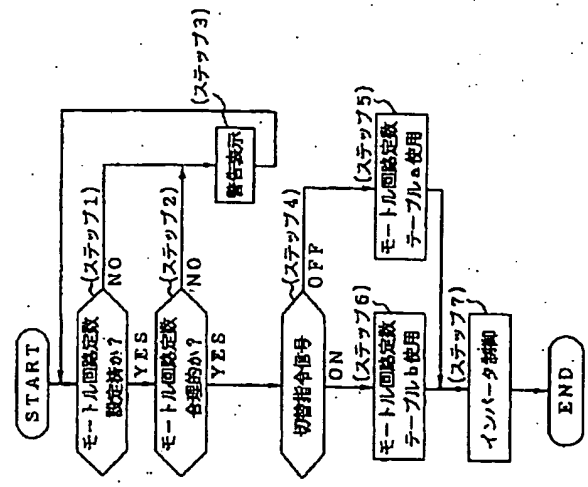 START
モートル回路定数
設定済か?
(ステップ1)
NO
YES
モートル回路定数
合理的か?
(ステップ2)
NO
YES
警告表示
(ステップ3)
切替指令信号
(ステップ4)
OFF
ON
モートル回路定数
テーブルa使用
(ステップ5)
モートル回路定数
テーブルb使用
(ステップ6)
インバータ制御
(ステップ7)
END